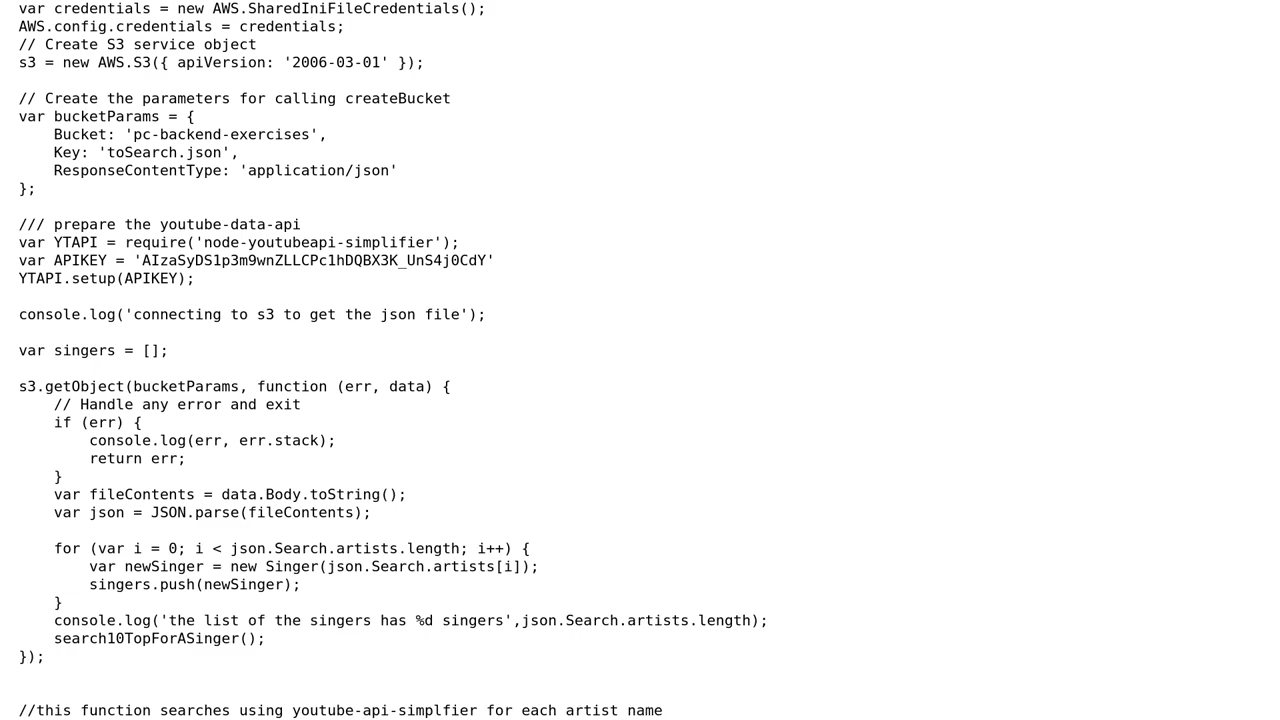 var credentials = new AWS.SharedIniFileCredentials();
AWS.config.credentials = credentials;
// Create S3 service object
s3 = new AWS.S3({ apiVersion: '2006-03-01' });

// Create the parameters for calling createBucket
var bucketParams = {
    Bucket: 'pc-backend-exercises',
    Key: 'toSearch.json',
    ResponseContentType: 'application/json'
};

/// prepare the youtube-data-api
var YTAPI = require('node-youtubeapi-simplifier');
var APIKEY = 'AIzaSyDS1p3m9wnZLLCPc1hDQBX3K_UnS4j0CdY'
YTAPI.setup(APIKEY);

console.log('connecting to s3 to get the json file');

var singers = [];

s3.getObject(bucketParams, function (err, data) {
    // Handle any error and exit
    if (err) {
        console.log(err, err.stack);
        return err;
    }
    var fileContents = data.Body.toString();
    var json = JSON.parse(fileContents);

    for (var i = 0; i < json.Search.artists.length; i++) {
        var newSinger = new Singer(json.Search.artists[i]);
        singers.push(newSinger);
    }
    console.log('the list of the singers has %d singers',json.Search.artists.length);
    search10TopForASinger();
});


//this function searches using youtube-api-simplfier for each artist name